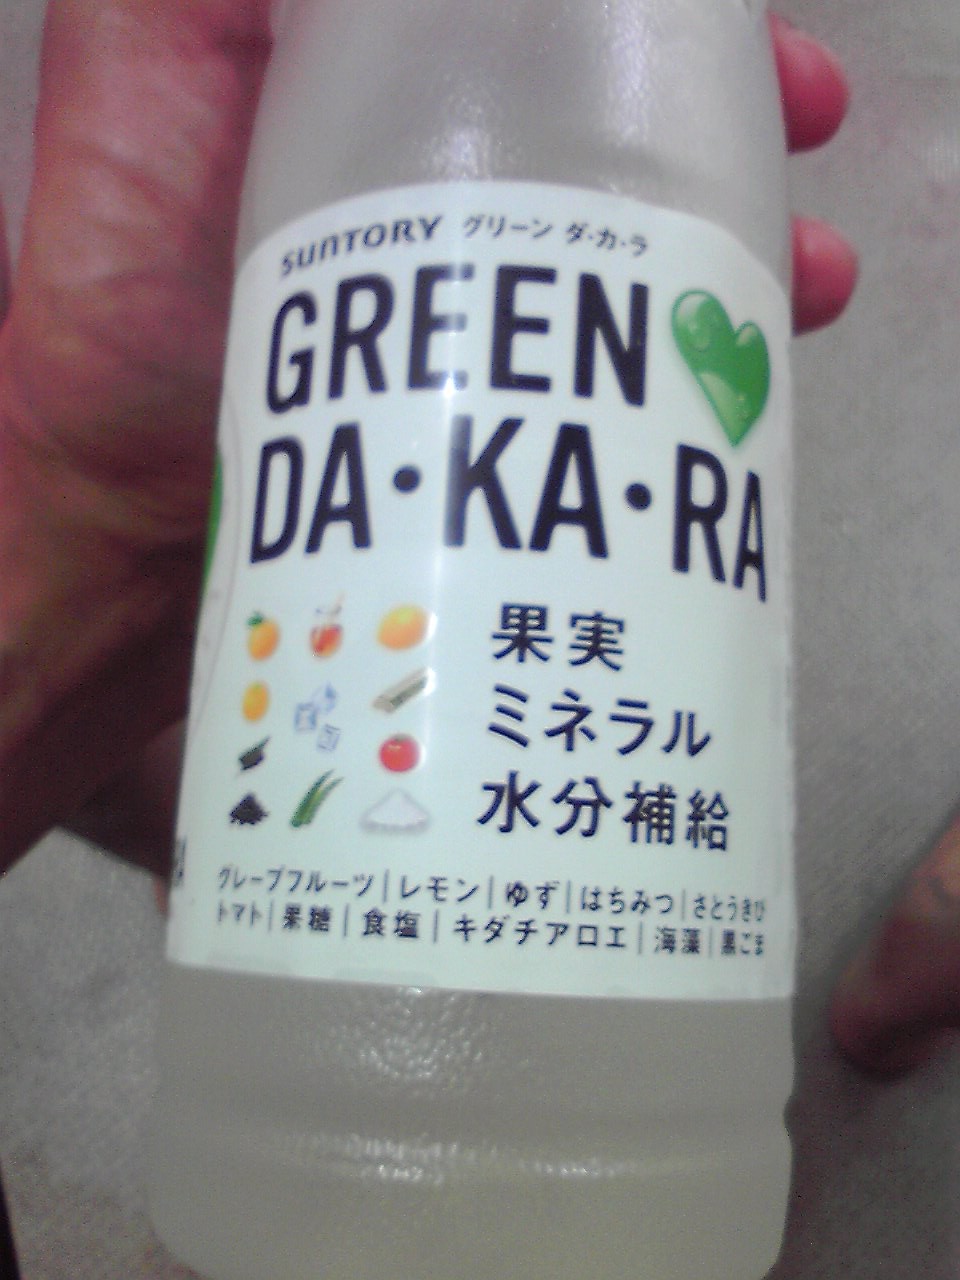 SUNTORY グリーン ダ・カ・ラ
GREEN
DA・KA・RA
果実
ミネラル
水分補給
グレープフルーツ|レモン|ゆず|はちみつ|さとうきび
トマト|果糖|食塩|キダチアロエ|海藻|黒ごま